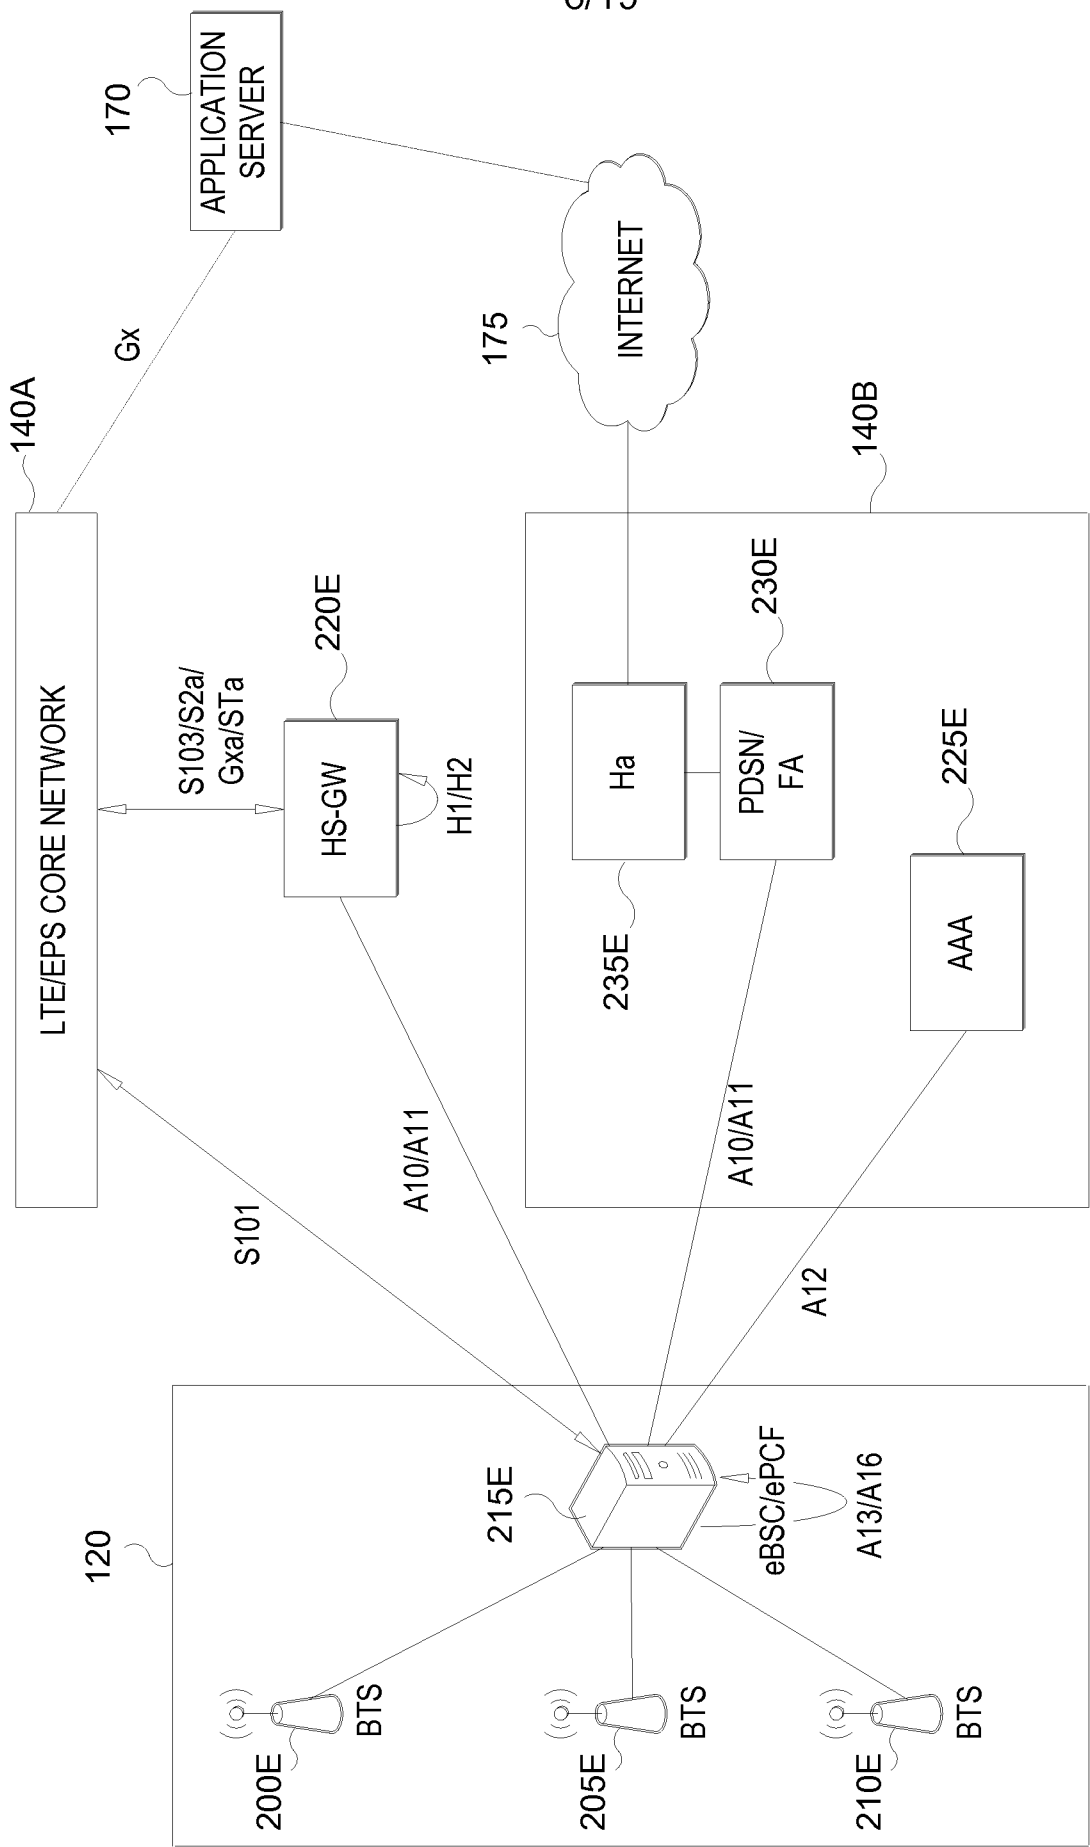 120
200E
BTS
205E
BTS
210E
BTS
215E
eBSC/ePCF
A13/A16
S101
A10/A11
A10/A11
A12
140A
LTE/EPS CORE NETWORK
S103/S2a/
Gxa/STa
220E
HS-GW
H1/H2
Gx
170
APPLICATION
SERVER
175
INTERNET
140B
235E
Ha
230E
PDSN/
FA
225E
AAA